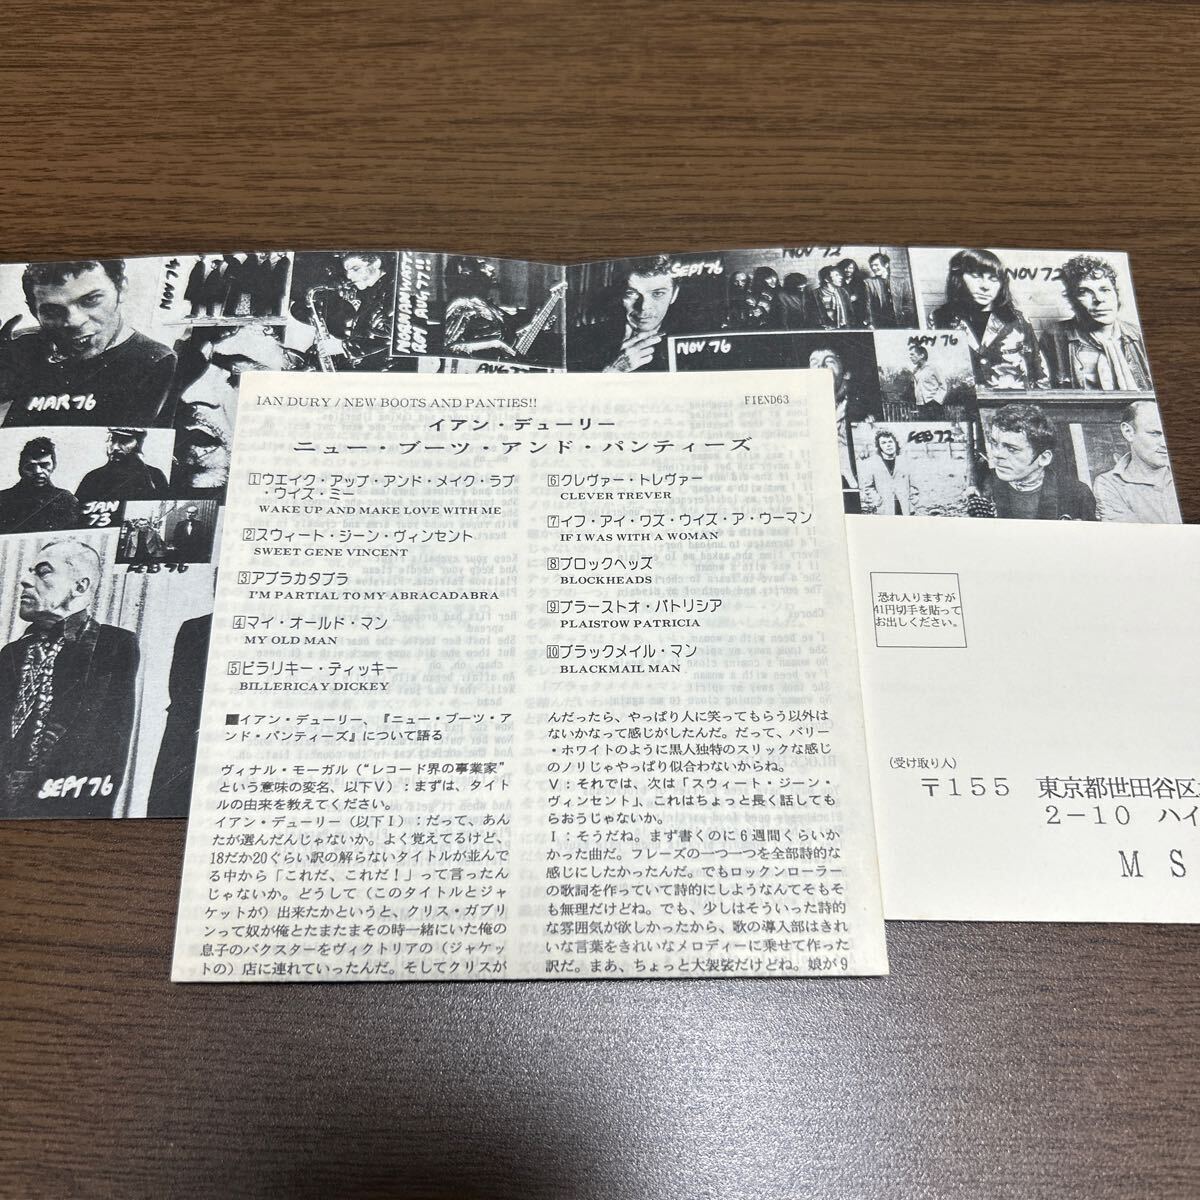 NOV 74
MAR 76
JAN
73
FEB 76
SEPT 76
SEPT 76
NOV 72
NOV 72
NOV 76
MAY 76
FEB 72
IAN DURY / NEW BOOTS AND PANTIES!!
FIEND63
イアン・デューリー
ニュー・ブーツ・アンド・パンティーズ
1 ウエイク・アップ・アンド・メイク・ラブ
・ウイズ・ミー
WAKE UP AND MAKE LOVE WITH ME
2 スウィート・ジーン・ヴィンセント
SWEET GENE VINCENT
3 アブラカタブラ
I'M PARTIAL TO MY ABRACADABRA
4 マイ・オールド・マン
MY OLD MAN
5 ビラリキー・ディッキー
BILLERICAY DICKEY
6 クレヴァー・トレヴァー
CLEVER TREVER
7 イフ・アイ・ワズ・ウイズ・ア・ウーマン
IF I WAS WITH A WOMAN
8 ブロックヘッズ
BLOCKHEADS
9 プラーストオ・パトリシア
PLAISTOW PATRICIA
10 ブラックメイル・マン
BLACKMAIL MAN
■イアン・デューリー、『ニュー・ブーツ・ア
ンド・パンティーズ』について語る
ヴィナル・モーガル（“レコード界の事業家”
という意味の変名、以下V）：まずは、タイト
ルの由来を教えてください。
イアン・デューリー（以下I）：だって、あん
たが選んだんじゃないか。よく覚えてるけど、
18だか20ぐらい訳の解らないタイトルが並んで
る中から「これだ、これだ！」って言ったん
じゃないか。どうして（このタイトルとジャ
ケットが）出来たかというと、クリス・ガブリ
ンって奴が俺とたまたまその時一緒にいた俺の
息子のバクスターをヴィクトリアの（ジャケッ
トの）店に連れていったんだ。そしてクリスが
んだったら、やっぱり人に笑ってもらう以外は
ないかなって感じがしたんだ。だって、バリー
・ホワイトのように黒人独特のスリックな感じ
のノリじゃやっぱり似合わないからね。
V：それでは、次は「スウィート・ジーン・
ヴィンセント」、これはちょっと長く話しても
らおうじゃないか。
I：そうだね。まず書くのに6週間くらいか
かった曲だ。フレーズの一つ一つを全部詩的な
感じにしたかったんだ。でもロックンローラー
の歌詞を作っていて詩的にしようなんてそもそ
も無理だけどね。でも、少しはそういった詩的
な雰囲気が欲しかったから、歌の導入部はきれ
いな言葉をきれいなメロディーに乗せて作った
訳だ。まあ、ちょっと大袈裟だけどね。娘が9
恐れ入りますが
41円切手を貼って
お出しください。
（受け取り人）
〒155 東京都世田谷区
2-10 ハイ
M S